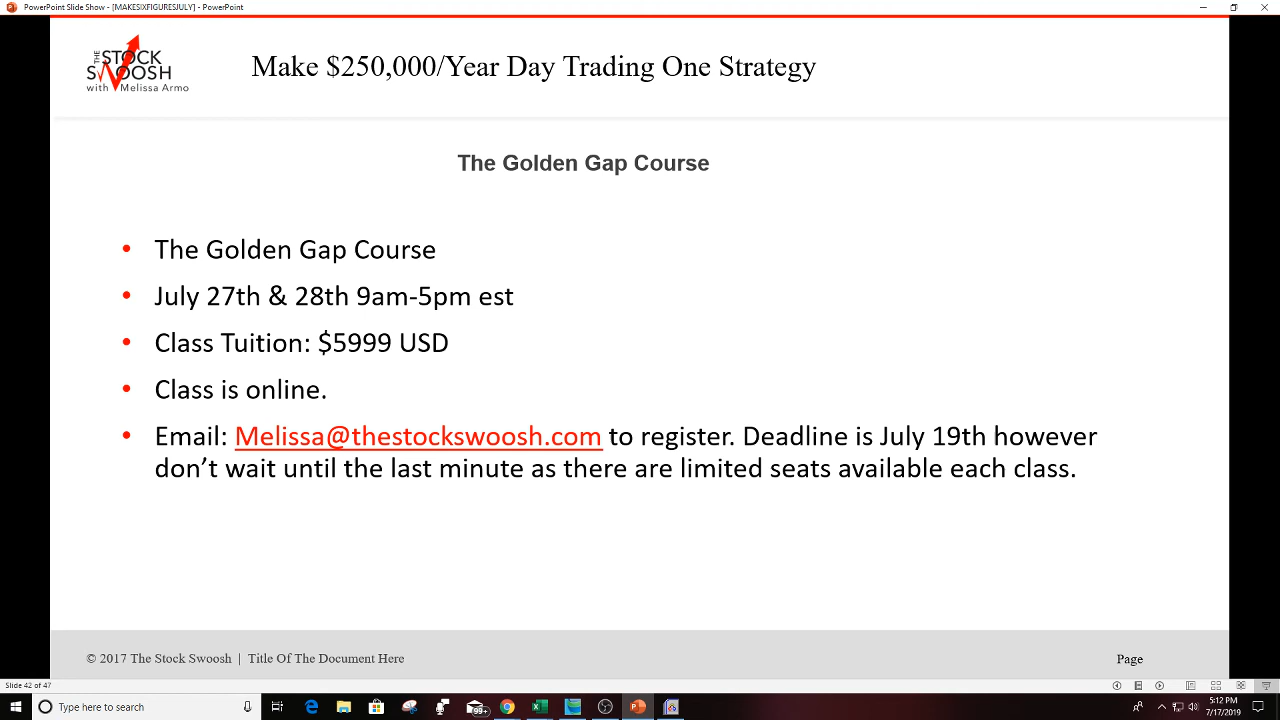 PowerPoint Slide Show - [MAKESIXFIGURESJULY] - PowerPoint
THE
STOCK
SWOOSH
with Melissa Armo
Make $250,000/Year Day Trading One Strategy
The Golden Gap Course
• The Golden Gap Course
• July 27th & 28th 9am-5pm est
• Class Tuition: $5999 USD
• Class is online.
• Email: Melissa@thestockswoosh.com to register. Deadline is July 19th however
don’t wait until the last minute as there are limited seats available each class.
© 2017 The Stock Swoosh | Title Of The Document Here
Page
Slide 42 of 47
Type here to search
99+
5:12 PM
7/17/2019